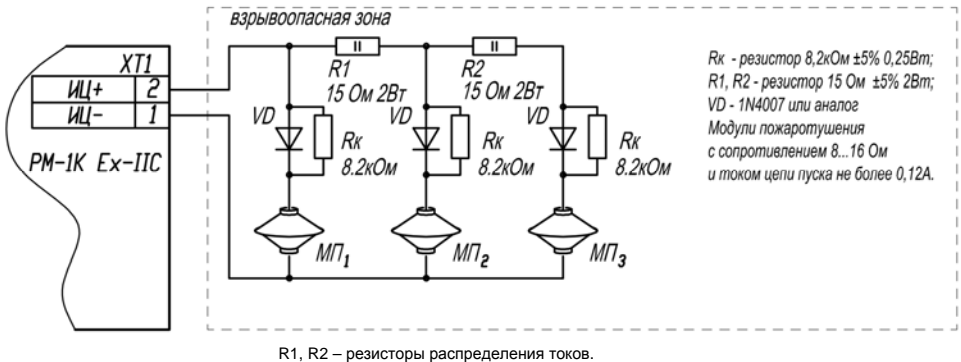 взрывоопасная зона
XT1
ИЦ+ 2
ИЦ- 1
РМ-1К Ex-IIC
R1
15 Ом 2Вт
R2
15 Ом 2Вт
VD
Rк
8.2кОм
VD
Rк
8.2кОм
VD
Rк
8.2кОм
МП1
МП2
МП3
Rк - резистор 8,2кОм ±5% 0,25Вт;
R1, R2 - резистор 15 Ом ±5% 2Вт;
VD - 1N4007 или аналог
Модули пожаротушения
с сопротивлением 8...16 Ом
и током цепи пуска не более 0,12А.
R1, R2 – резисторы распределения токов.